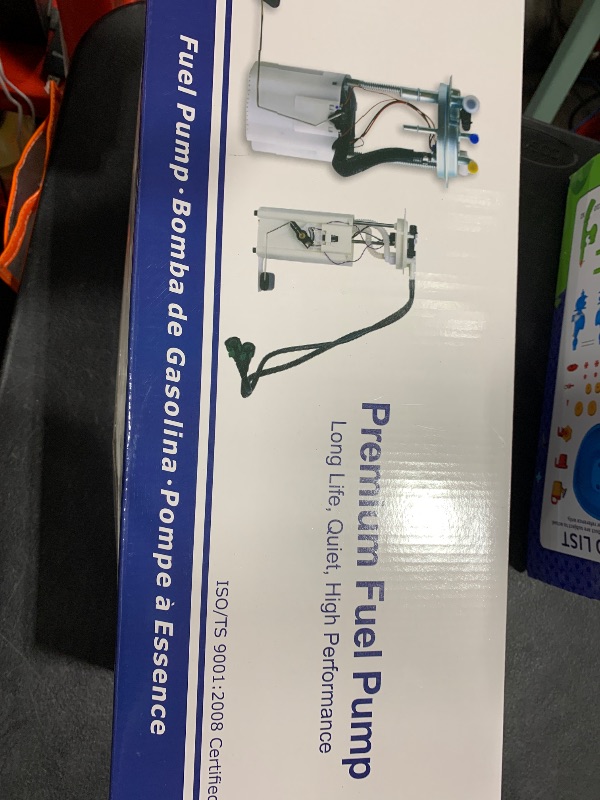 Premium Fuel Pump
Long Life, Quiet, High Performance
ISO/TS 9001:2008 Certified
Fuel Pump·Bomba de Gasolina·Pompe à Essence
LIST